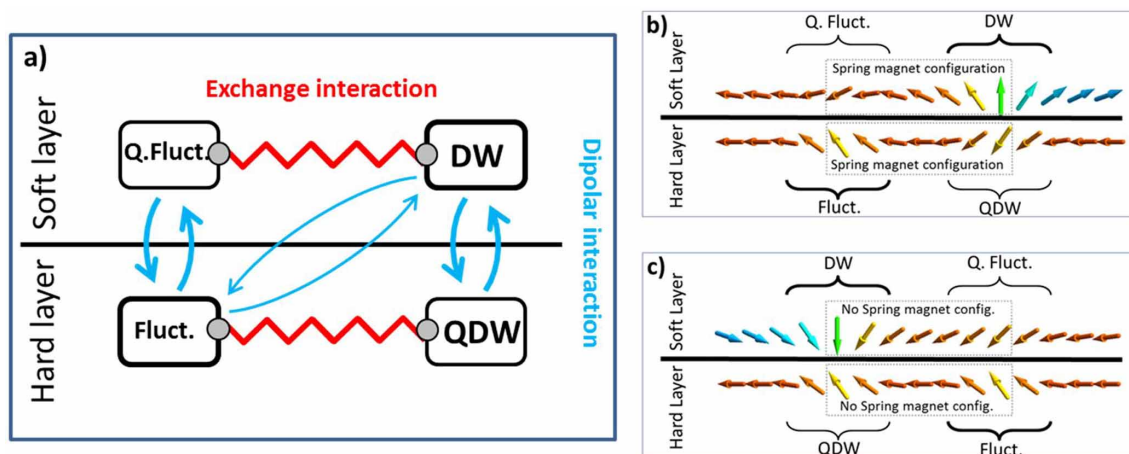 a)
Exchange interaction
Soft layer
Q.Fluct.
DW
Dipolar interaction
Hard layer
Fluct.
QDW
b)
Q. Fluct.
DW
Soft Layer
Spring magnet configuration
Hard Layer
Spring magnet configuration
Fluct.
QDW
c)
DW
Q. Fluct.
Soft Layer
No Spring magnet config.
Hard Layer
No Spring magnet config.
QDW
Fluct.